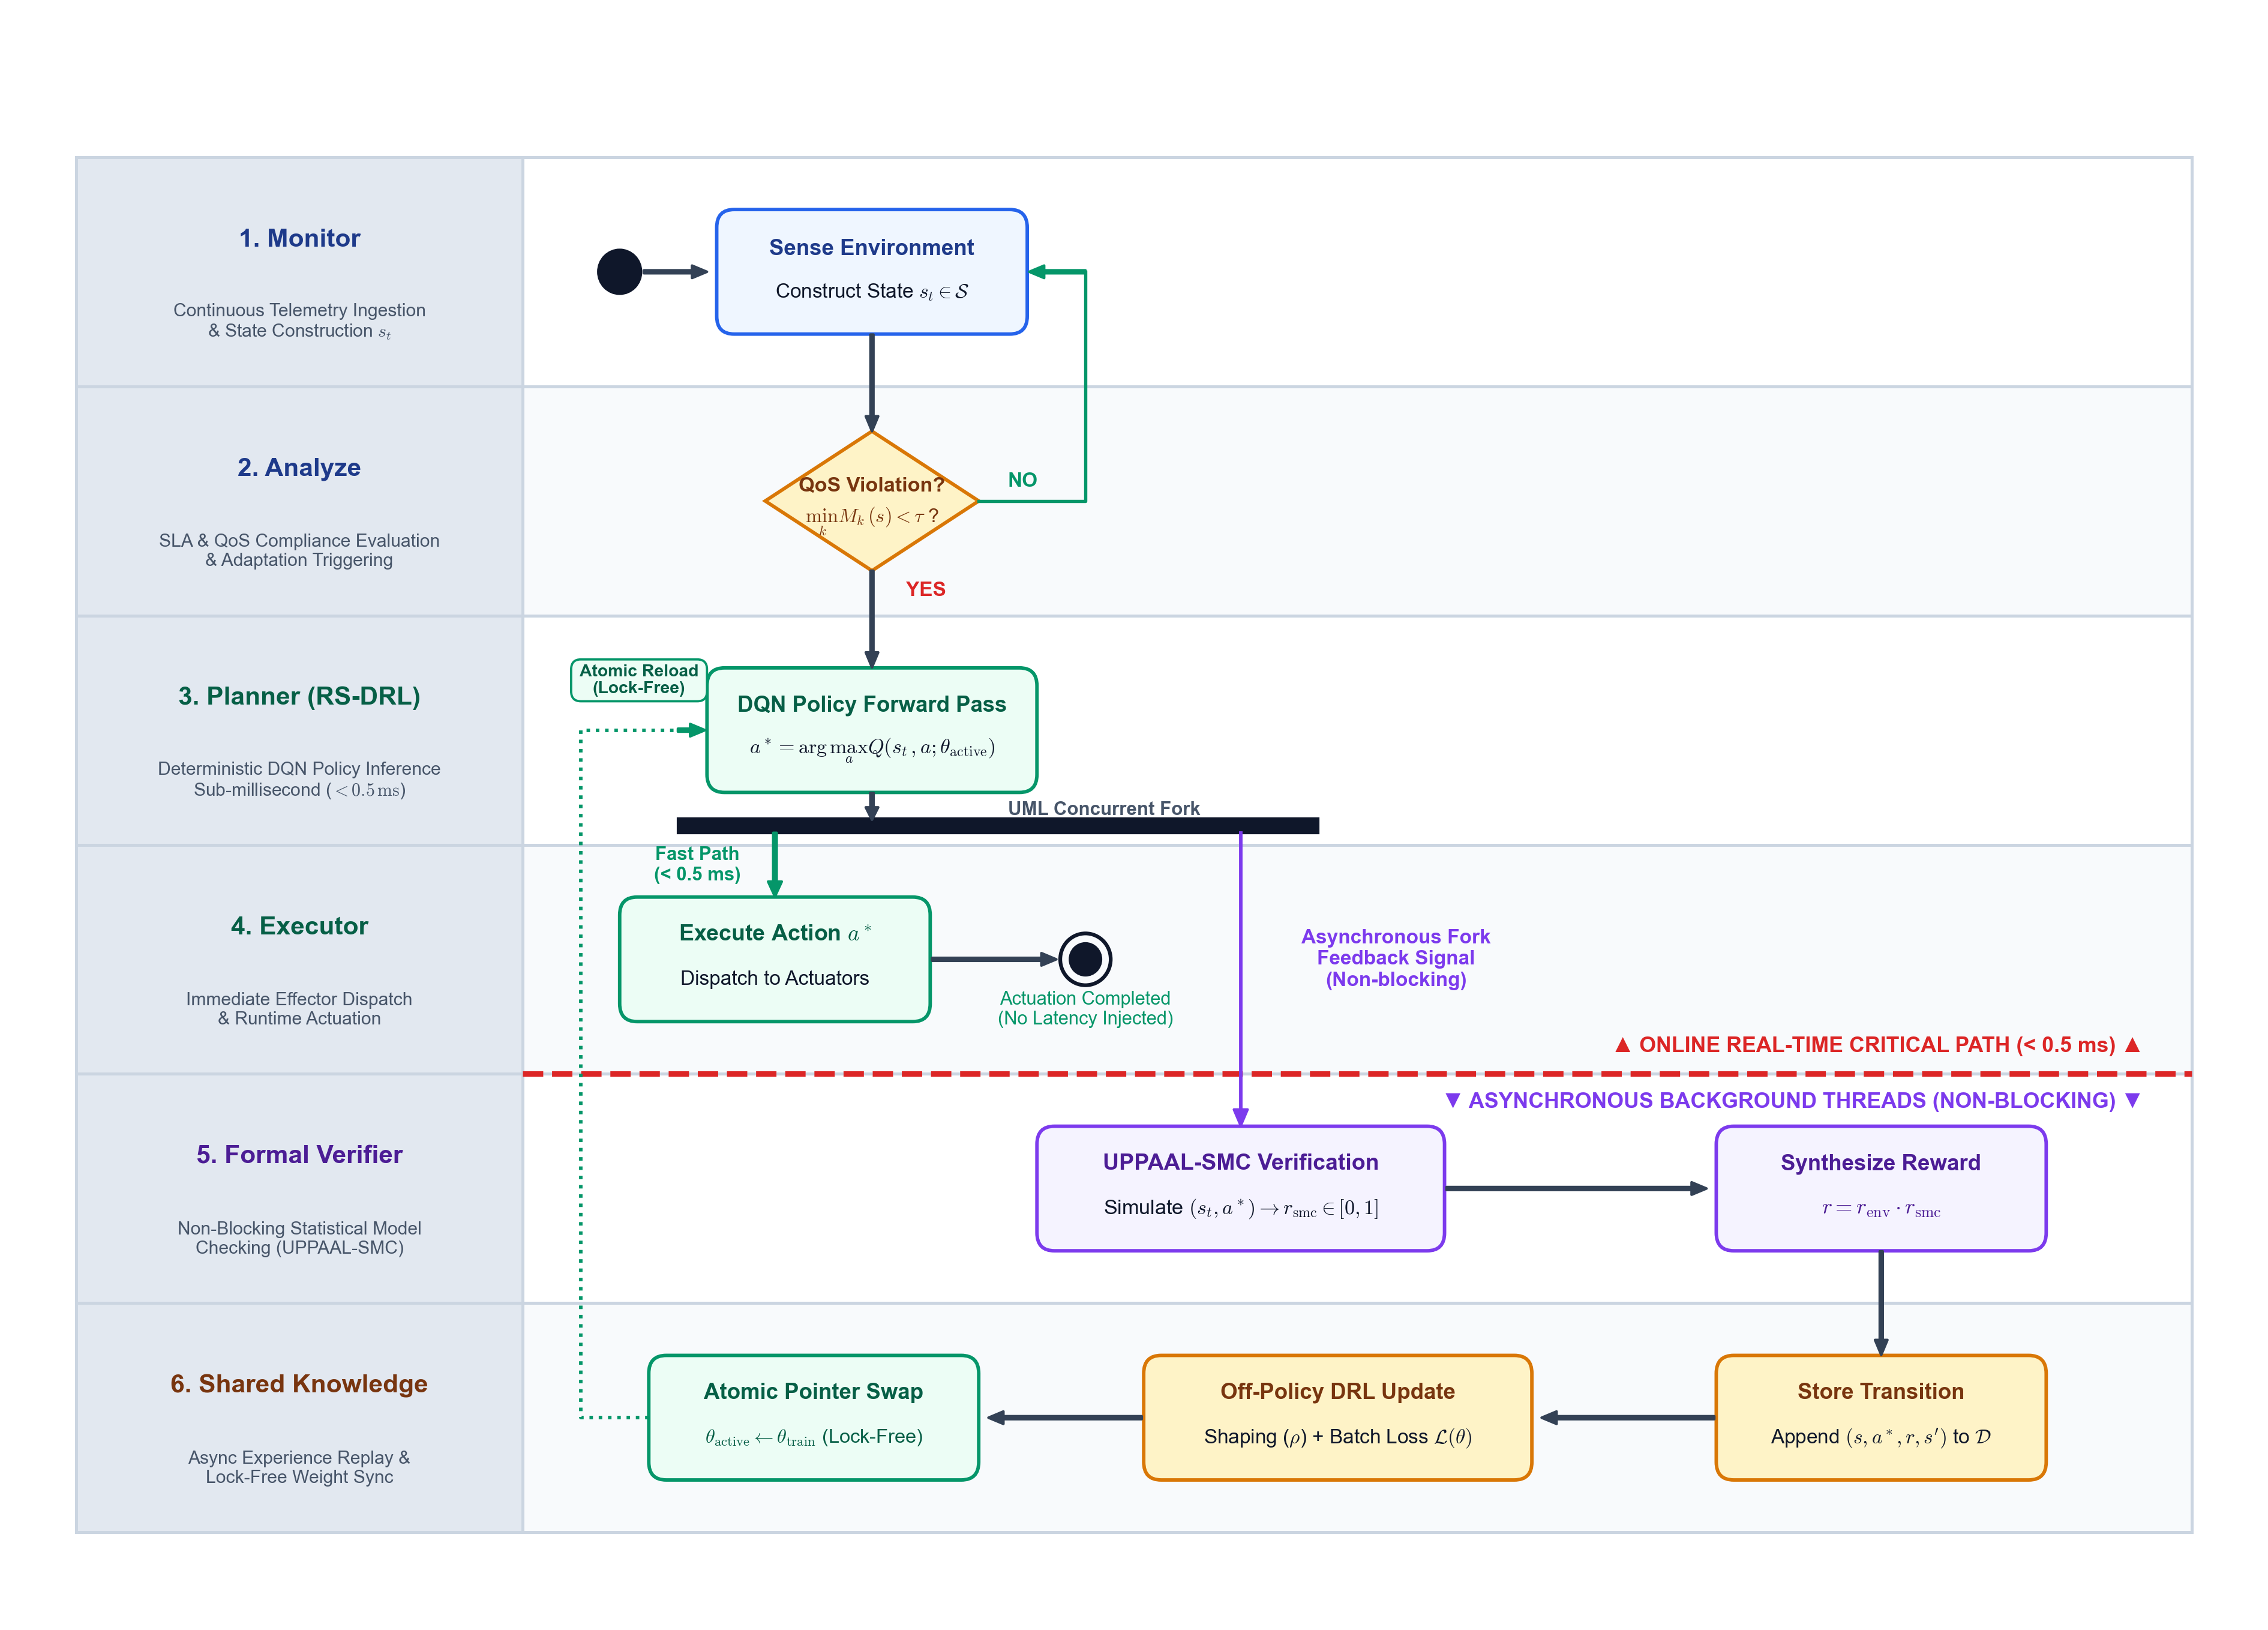 1. Monitor
Continuous Telemetry Ingestion
& State Construction sₜ
Sense Environment
Construct State sₜ ∈ 𝒮
2. Analyze
SLA & QoS Compliance Evaluation
& Adaptation Triggering
QoS Violation?
min Mₖ(s) < τ ?
k
NO
YES
3. Planner (RS-DRL)
Deterministic DQN Policy Inference
Sub-millisecond (< 0.5 ms)
Atomic Reload
(Lock-Free)
DQN Policy Forward Pass
a* = arg max Q(sₜ, a; θ_active)
a
UML Concurrent Fork
4. Executor
Immediate Effector Dispatch
& Runtime Actuation
Fast Path
(< 0.5 ms)
Execute Action a*
Dispatch to Actuators
Actuation Completed
(No Latency Injected)
Asynchronous Fork
Feedback Signal
(Non-blocking)
▲ ONLINE REAL-TIME CRITICAL PATH (< 0.5 ms) ▲
▼ ASYNCHRONOUS BACKGROUND THREADS (NON-BLOCKING) ▼
5. Formal Verifier
Non-Blocking Statistical Model
Checking (UPPAAL-SMC)
UPPAAL-SMC Verification
Simulate (sₜ, a*) → r_smc ∈ [0, 1]
Synthesize Reward
r = r_env · r_smc
6. Shared Knowledge
Async Experience Replay &
Lock-Free Weight Sync
Atomic Pointer Swap
θ_active ← θ_train (Lock-Free)
Off-Policy DRL Update
Shaping (ρ) + Batch Loss ℒ(θ)
Store Transition
Append (s, a*, r, s′) to 𝒟